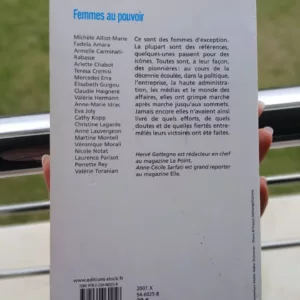 Femmes au pouvoir
Michèle Alliot-Marie
Fadela Amara
Annelle Carminati-
Rabasse
Arlette Chabot
Teresa Cremisi
Mercedes Erra
Élisabeth Guigou
Claudie Haigneré
Valérie Hermann
Anne-Marie Idrac
Eva Joly
Cathy Kopp
Christine Lagarde
Anne Lauvergeon
Martine Monteil
Véronique Morali
Nicole Notat
Laurence Parisot
Pierrette Rey
Valérie Toranian
Ce sont des femmes d'exception.
La plupart sont des références,
quelques-unes passent pour des
icônes. Toutes sont, à leur façon,
des pionnières: au cours de la
décennie écoulée, dans la politique,
l'entreprise, la haute administra-
tion, les médias et le monde des
affaires, elles ont grimpé marche
après marche jusqu'aux sommets.
Jamais encore elles n'avaient ainsi
livré de quels efforts, de quels
doutes et de quelles fiertés entre-
mêlées leurs victoires ont été faites.
Hervé Gattegno est rédacteur en chef
au magazine Le Point.
Anne-Cécile Sarfati est grand reporter
au magazine Elle.
www.editions-stock.fr
2007.X
54-6025-8